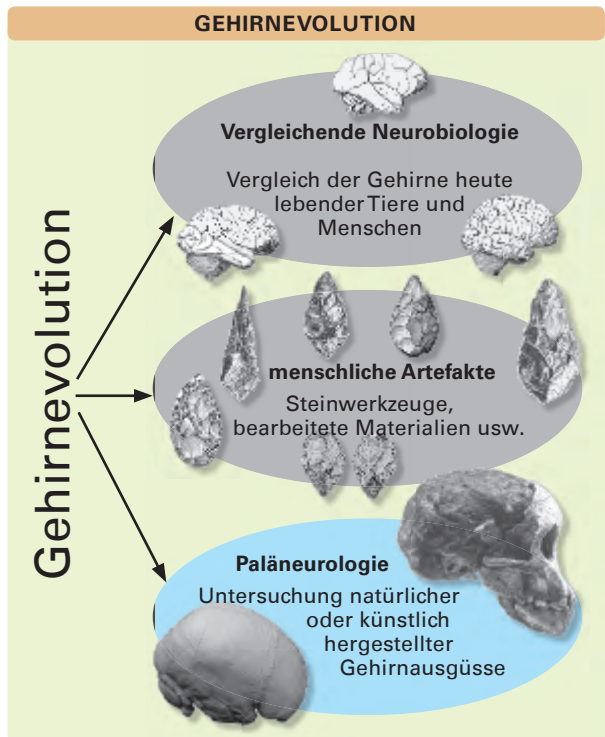 GEHIRNEVOLUTION
Gehirnevolution
Vergleichende Neurobiologie
Vergleich der Gehirne heute
lebender Tiere und
Menschen
menschliche Artefakte
Steinwerkzeuge,
bearbeitete Materialien usw.
Paläneurologie
Untersuchung natürlicher
oder künstlich
hergestellter
Gehirnausgüsse